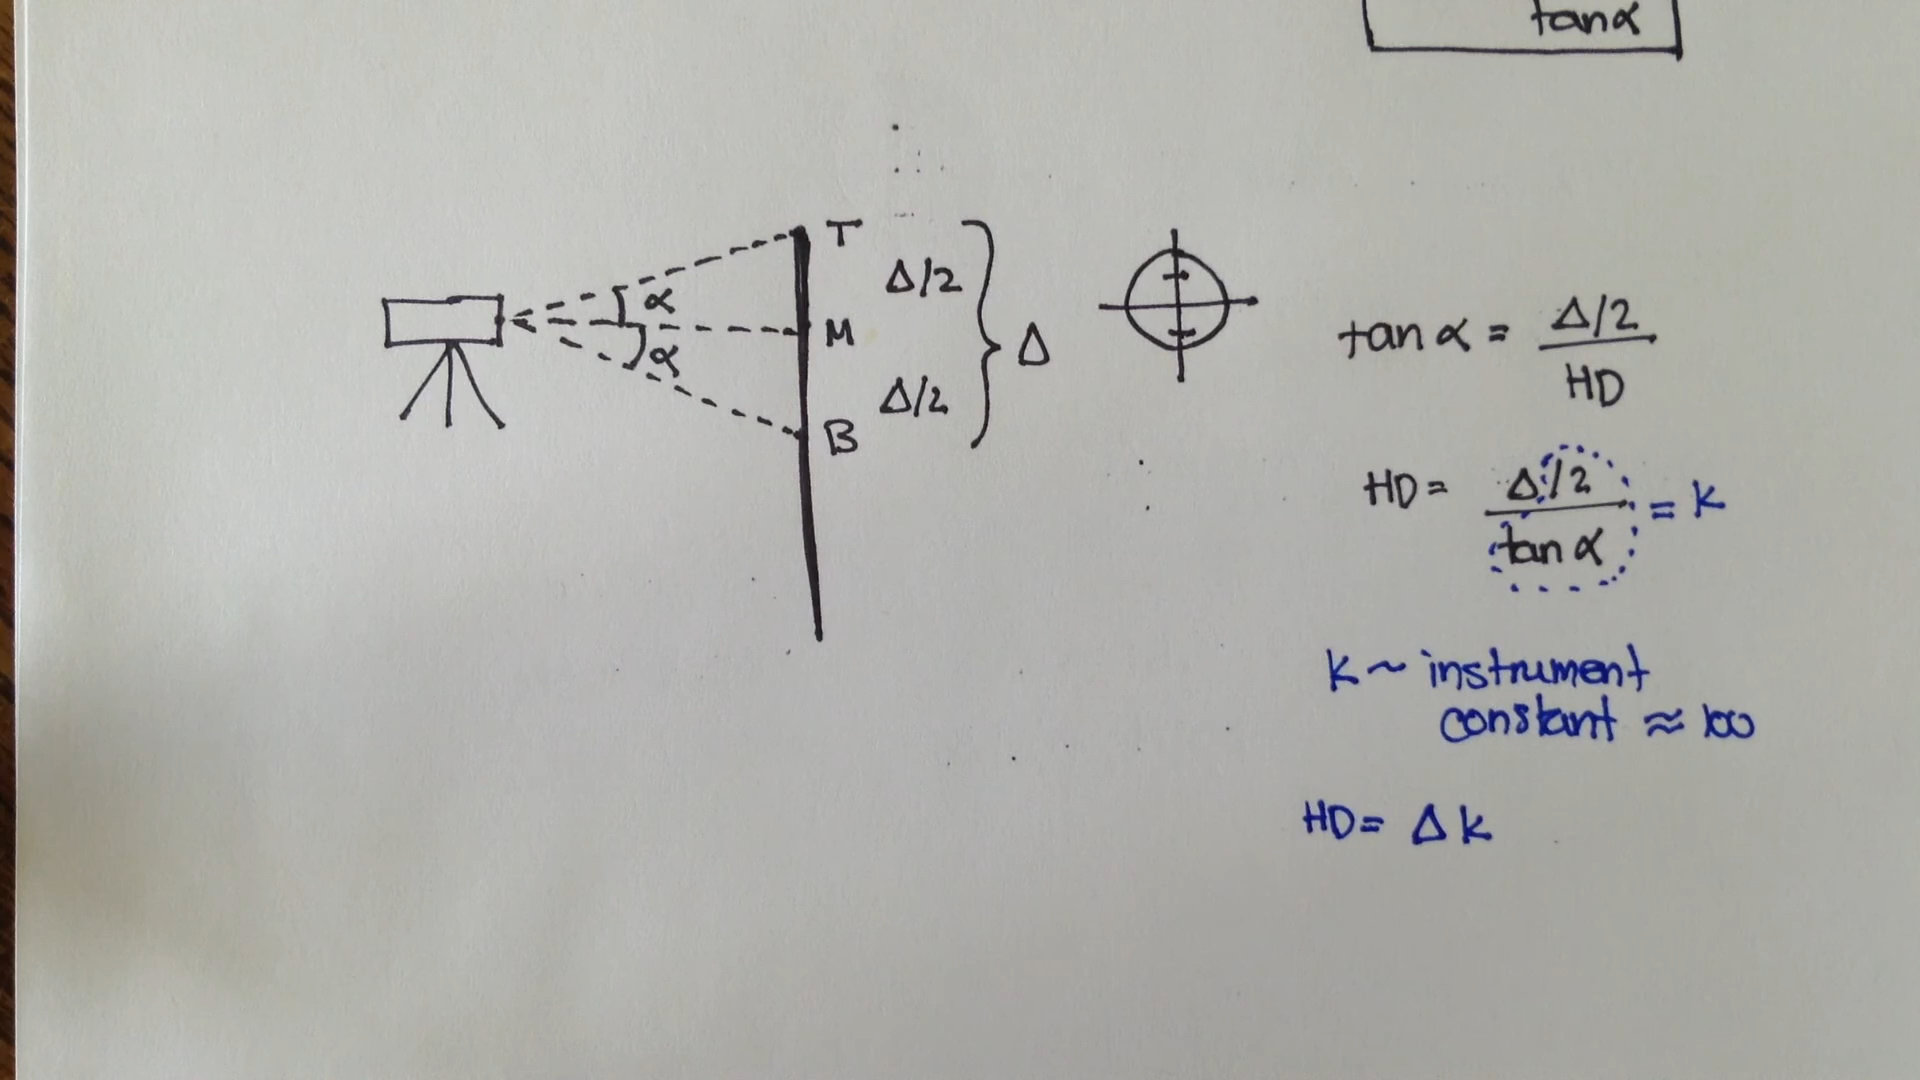 tanα
T
Δ/2
α
M
Δ
α
Δ/2
B
tan α = Δ/2
HD
HD = Δ/2 = K
tan α
K ~ instrument
constant ≈ 100
HD = Δ K